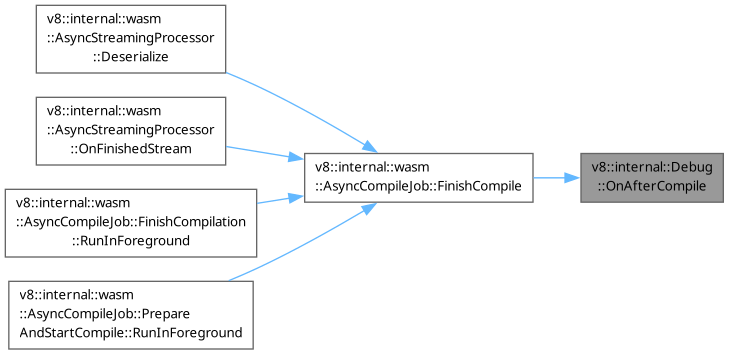 v8::internal::wasm
::AsyncStreamingProcessor
::Deserialize
v8::internal::wasm
::AsyncStreamingProcessor
::OnFinishedStream
v8::internal::wasm
::AsyncCompileJob::FinishCompilation
::RunInForeground
v8::internal::wasm
::AsyncCompileJob::Prepare
AndStartCompile::RunInForeground
v8::internal::wasm
::AsyncCompileJob::FinishCompile
v8::internal::Debug
::OnAfterCompile